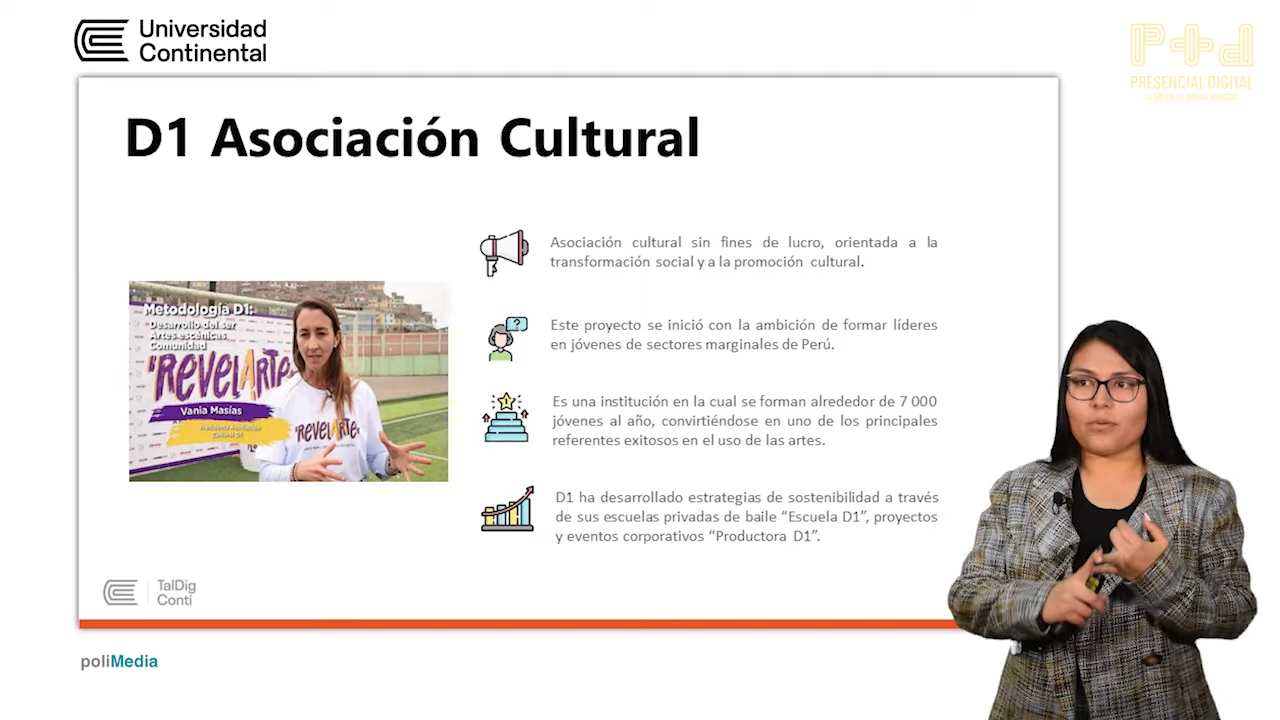 Universidad
Continental
P+d
PRESENCIAL DIGITAL
D1 Asociación Cultural
Asociación cultural sin fines de lucro, orientada a la
transformación social y a la promoción cultural.
Metodología D1:
Desarrollo del ser
Artes escénicas
Comunidad
REVELARTE
Vania Masías
Presidenta Asociación
Cultural D1
REVELARTE
Este proyecto se inició con la ambición de formar líderes
en jóvenes de sectores marginales de Perú.
Es una institución en la cual se forman alrededor de 7 000
jóvenes al año, convirtiéndose en uno de los principales
referentes exitosos en el uso de las artes.
D1 ha desarrollado estrategias de sostenibilidad a través
de sus escuelas privadas de baile “Escuela D1”, proyectos
y eventos corporativos “Productora D1”.
TalDig
Conti
poliMedia